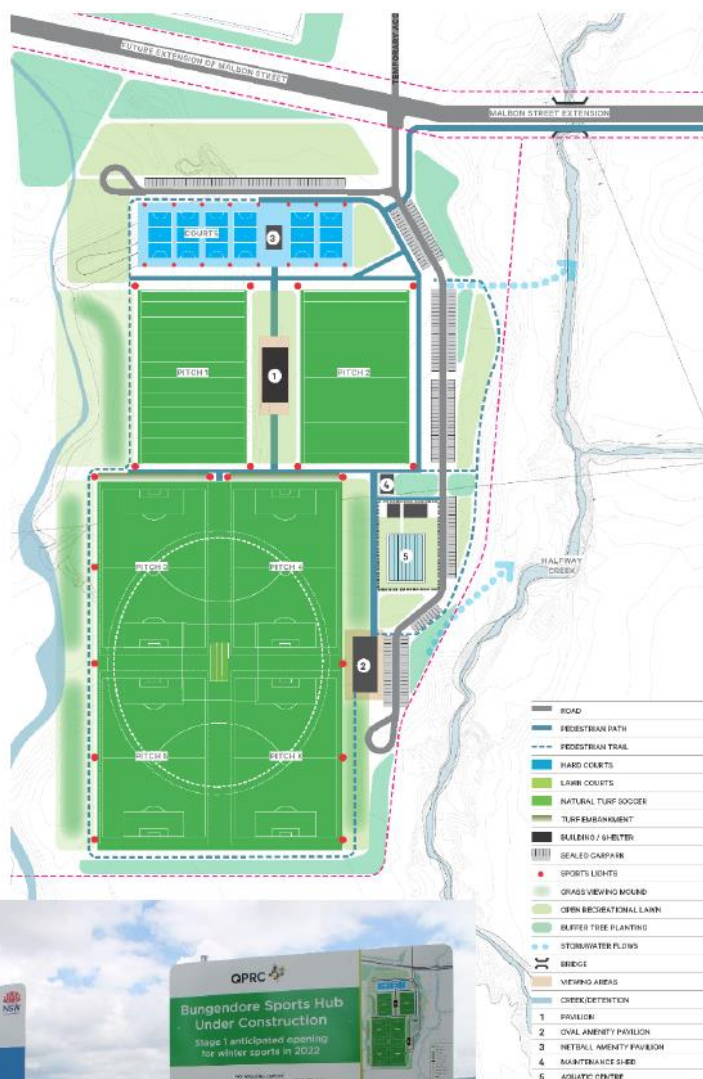 FUTURE EXTENSION OF MALBON STREET
MALBON STREET EXTENSION
COURTS
3
PITCH 1
1
PITCH 2
4
5
PITCH 3
PITCH 4
HALFWAY
CREEK
2
PITCH 5
PITCH 6
ROAD
PEDESTRIAN PATH
PEDESTRIAN TRAIL
HARD COURTS
LAWN COURTS
NATURAL TURF SOCCER
TURF EMBANKMENT
BUILDING / SHELTER
SEALED CARPARK
SPORTS LIGHTS
GRASS VIEWING MOUND
OPEN RECREATIONAL LAWN
BUFFER TREE PLANTING
STORMWATER FLOWS
BRIDGE
VIEWING AREAS
CREEK/DETENTION
1 PAVILION
2 OVAL AMENITY PAVILION
3 NETBALL AMENITY PAVILION
4 MAINTENANCE SHED
5 AQUATIC CENTRE
NSW
QPRC
Bungendore Sports Hub
Under Construction
Stage 1 anticipated opening
for winter sports in 2022